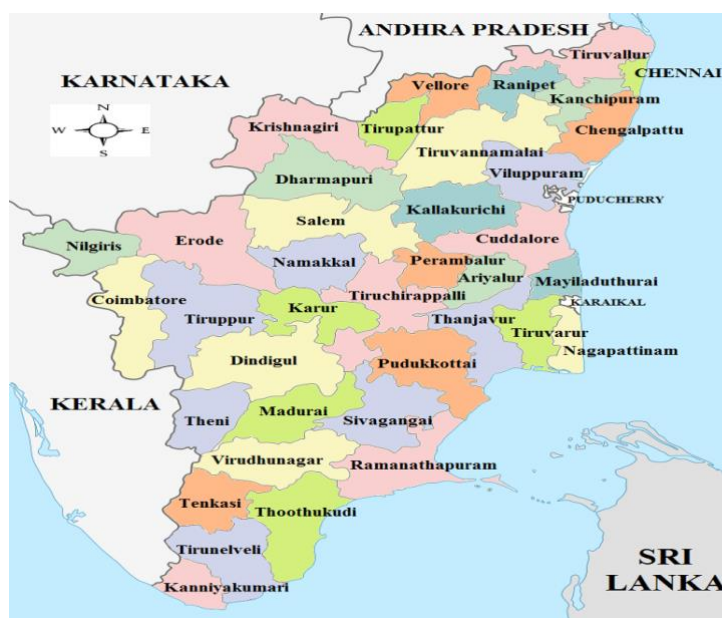 ANDHRA PRADESH
Tiruvallur
KARNATAKA
CHENNAI
Vellore
Ranipet
Kanchipuram
N
W
E
S
Krishnagiri
Tirupattur
Chengalpattu
Tiruvannamalai
Dharmapuri
Viluppuram
PUDUCHERRY
Kallakurichi
Salem
Nilgiris
Erode
Cuddalore
Namakkal
Perambalur
Ariyalur
Mayiladuthurai
Coimbatore
Tiruchirappalli
KARAIKAL
Karur
Tiruppur
Thanjavur
Tiruvarur
Nagapattinam
Dindigul
Pudukkottai
KERALA
Theni
Madurai
Sivagangai
Virudhunagar
Ramanathapuram
Tenkasi
Thoothukudi
Tirunelveli
SRI
LANKA
Kanniyakumari